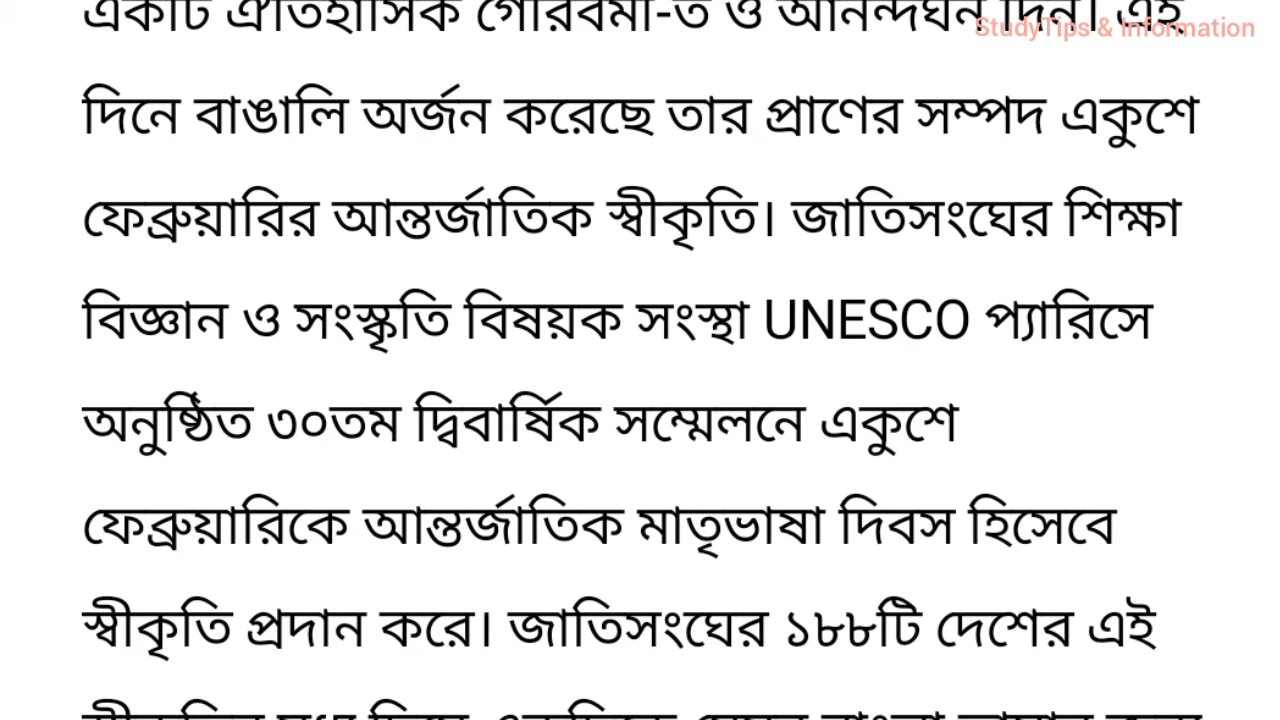 একটি ঐতিহাসিক গৌরবমা-ত ও আনন্দঘন দিন। এই
StudyTips & Information
দিনে বাঙালি অর্জন করেছে তার প্রাণের সম্পদ একুশে
ফেব্রুয়ারির আন্তর্জাতিক স্বীকৃতি। জাতিসংঘের শিক্ষা
বিজ্ঞান ও সংস্কৃতি বিষয়ক সংস্থা UNESCO প্যারিসে
অনুষ্ঠিত ৩০তম দ্বিবার্ষিক সম্মেলনে একুশে
ফেব্রুয়ারিকে আন্তর্জাতিক মাতৃভাষা দিবস হিসেবে
স্বীকৃতি প্রদান করে। জাতিসংঘের ১৮৮টি দেশের এই